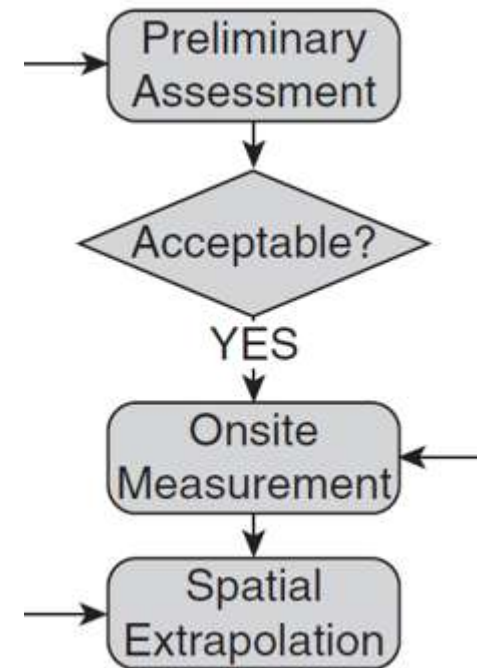 Preliminary
Assessment
Acceptable?
YES
Onsite
Measurement
Spatial
Extrapolation